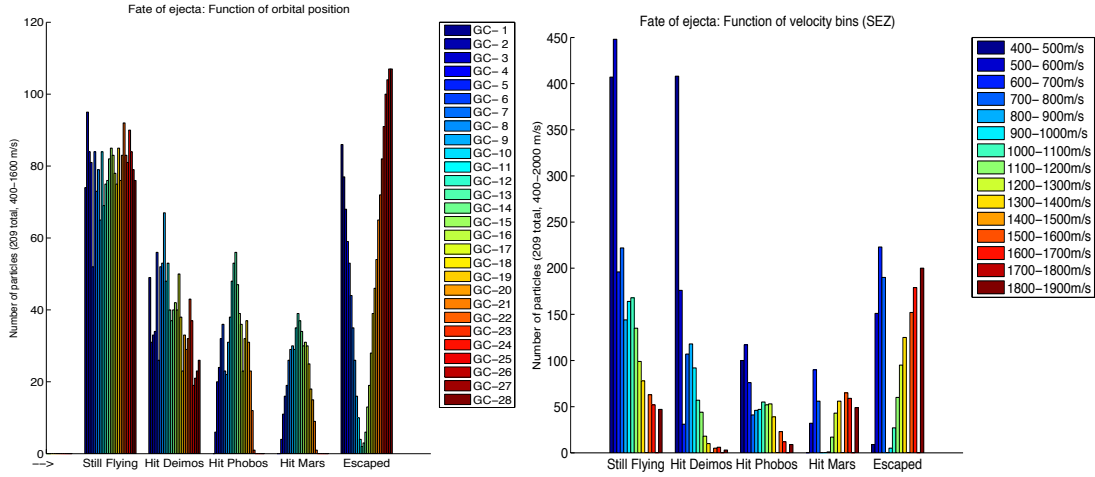 Fate of ejecta: Function of orbital position
120
100
80
60
40
20
0
Number of particles (209 total, 400-1600 m/s)
-->
Still Flying
Hit Deimos
Hit Phobos
Hit Mars
Escaped
GC- 1
GC- 2
GC- 3
GC- 4
GC- 5
GC- 6
GC- 7
GC- 8
GC- 9
GC-10
GC-11
GC-12
GC-13
GC-14
GC-15
GC-16
GC-17
GC-18
GC-19
GC-20
GC-21
GC-22
GC-23
GC-24
GC-25
GC-26
GC-27
GC-28
Fate of ejecta: Function of velocity bins (SEZ)
450
400
350
300
250
200
150
100
50
0
Number of particles (209 total, 400-2000 m/s)
Still Flying
Hit Deimos
Hit Phobos
Hit Mars
Escaped
400- 500m/s
500- 600m/s
600- 700m/s
700- 800m/s
800- 900m/s
900-1000m/s
1000-1100m/s
1100-1200m/s
1200-1300m/s
1300-1400m/s
1400-1500m/s
1500-1600m/s
1600-1700m/s
1700-1800m/s
1800-1900m/s